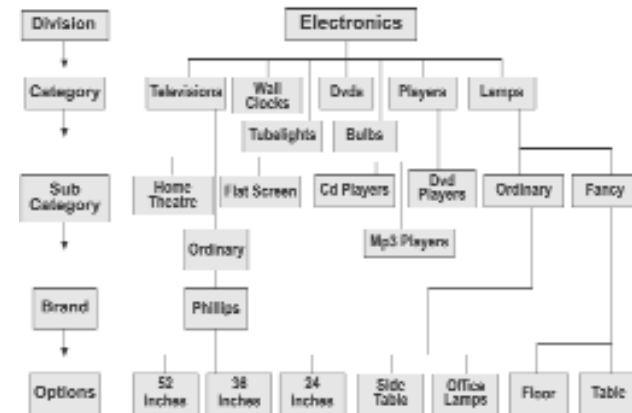 Division
Electronics
Category
Televisions
Wall
Clocks
Dvds
Players
Lamps
Tubelights
Bulbs
Sub
Category
Home
Theatre
Flat Screen
Cd Players
Dvd
Players
Ordinary
Fancy
Ordinary
Mp3 Players
Brand
Phillips
Options
52
Inches
36
Inches
24
Inches
Side
Table
Office
Lamps
Floor
Table